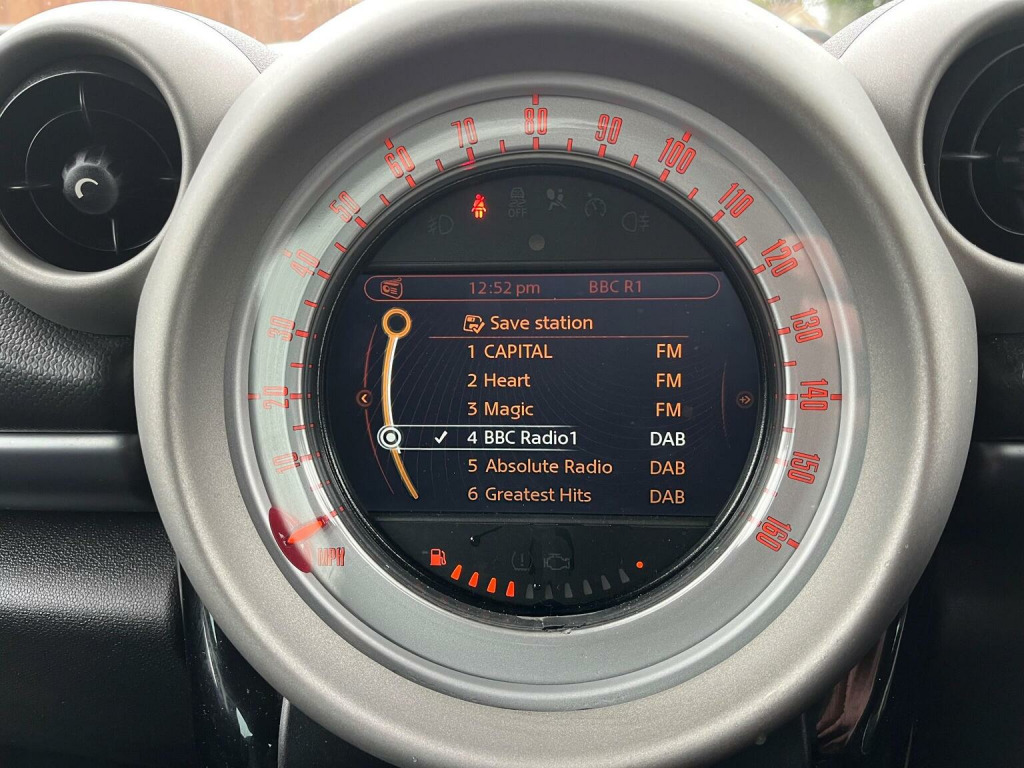 10
20
30
40
50
60
70
80
90
100
110
120
130
140
150
160
MPH
OFF
12:52 pm BBC R1
Save station
1 CAPITAL FM
2 Heart FM
3 Magic FM
4 BBC Radio1 DAB
5 Absolute Radio DAB
6 Greatest Hits DAB